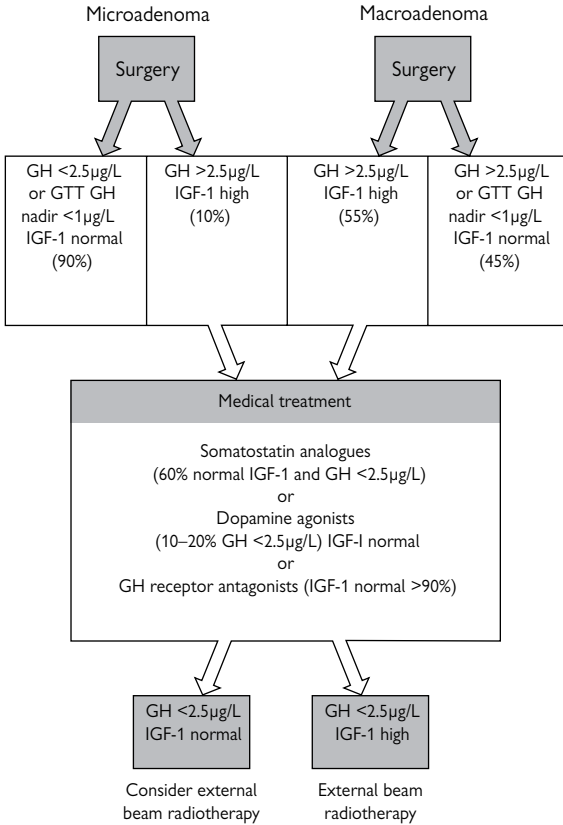 Microadenoma
Macroadenoma
Surgery
Surgery
GH <2.5µg/L
or GTT GH
nadir <1µg/L
IGF-1 normal
(90%)
GH >2.5µg/L
IGF-1 high
(10%)
GH >2.5µg/L
IGF-1 high
(55%)
GH >2.5µg/L
or GTT GH
nadir <1µg/L
IGF-1 normal
(45%)
Medical treatment
Somatostatin analogues
(60% normal IGF-1 and GH <2.5µg/L)
or
Dopamine agonists
(10–20% GH <2.5µg/L) IGF-I normal
or
GH receptor antagonists (IGF-1 normal >90%)
GH <2.5µg/L
IGF-1 normal
GH <2.5µg/L
IGF-1 high
Consider external
beam radiotherapy
External beam
radiotherapy